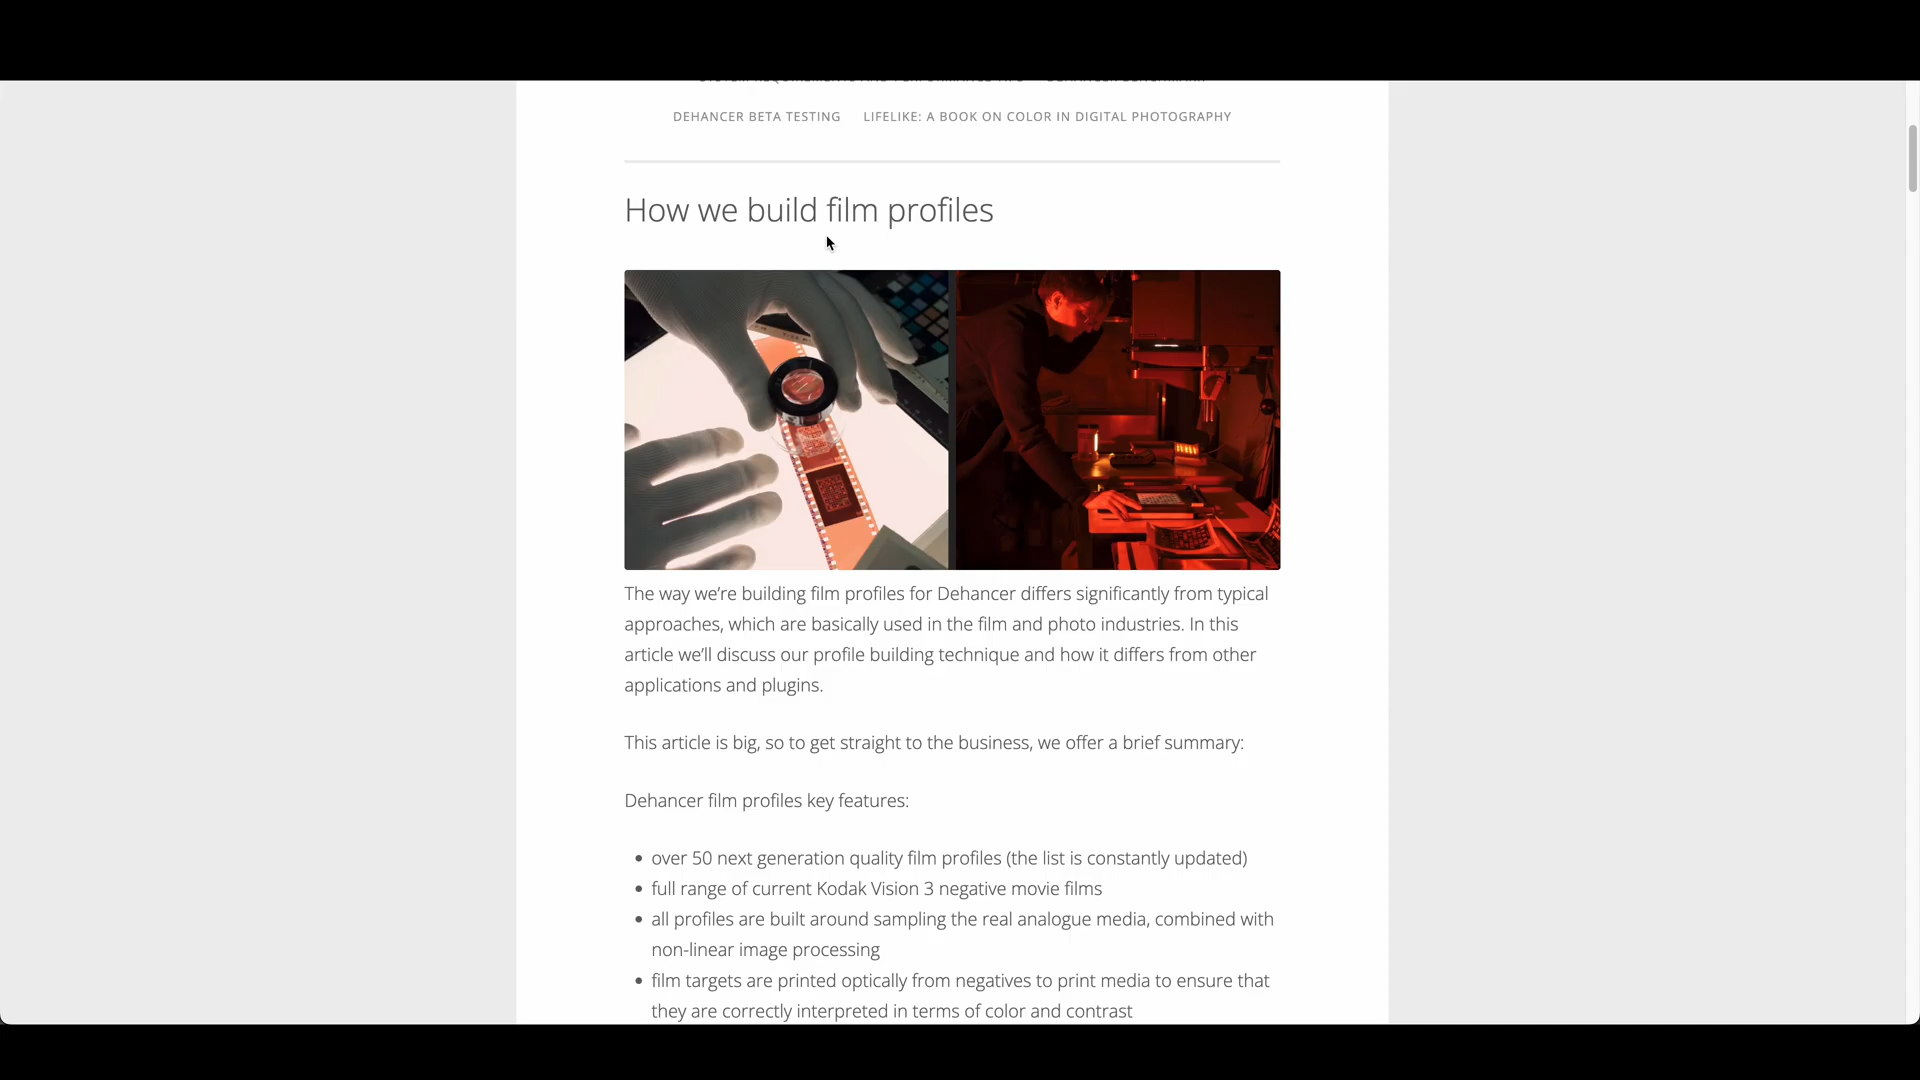 DEHANCER BETA TESTING LIFELIKE: A BOOK ON COLOR IN DIGITAL PHOTOGRAPHY
How we build film profiles
The way we’re building film profiles for Dehancer differs significantly from typical
approaches, which are basically used in the film and photo industries. In this
article we’ll discuss our profile building technique and how it differs from other
applications and plugins.
This article is big, so to get straight to the business, we offer a brief summary:
Dehancer film profiles key features:
over 50 next generation quality film profiles (the list is constantly updated)
full range of current Kodak Vision 3 negative movie films
all profiles are built around sampling the real analogue media, combined with
non-linear image processing
film targets are printed optically from negatives to print media to ensure that
they are correctly interpreted in terms of color and contrast